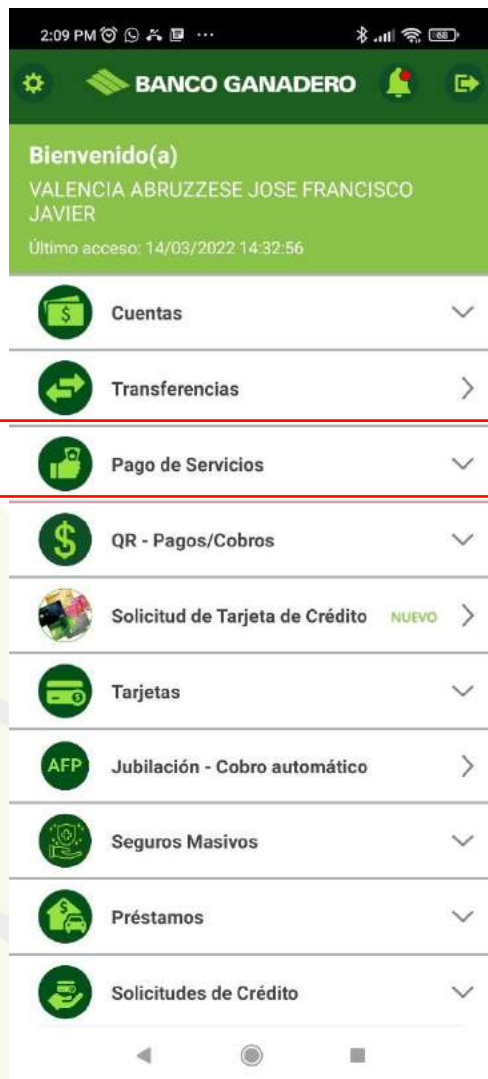 2:09 PM
68
BANCO GANADERO
Bienvenido(a)
VALENCIA ABRUZZESE JOSE FRANCISCO
JAVIER
Último acceso: 14/03/2022 14:32:56
$ Cuentas
Transferencias
Pago de Servicios
$ QR - Pagos/Cobros
Solicitud de Tarjeta de Crédito NUEVO
Tarjetas
AFP Jubilación - Cobro automático
Seguros Masivos
$ Préstamos
Solicitudes de Crédito